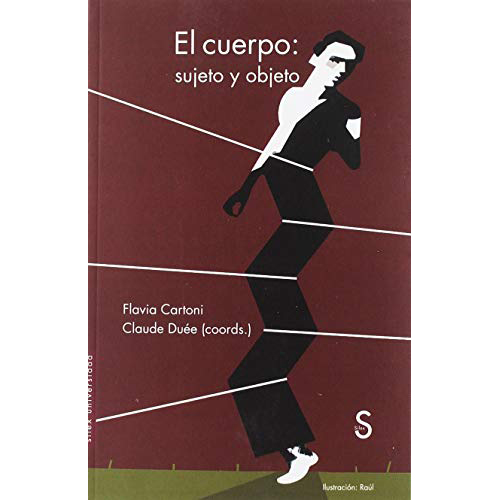 El cuerpo:
sujeto y objeto
Flavia Cartoni
Claude Duée (coords.)
sílex universidad
S
Sílex
Ilustración: Raúl